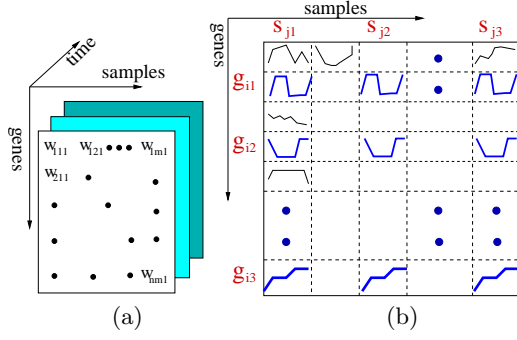 time
samples
genes
w111 w121 w1m1
w211
wnm1
(a)
samples
genes
sj1 sj2 sj3
gi1
gi2
gi3
(b)